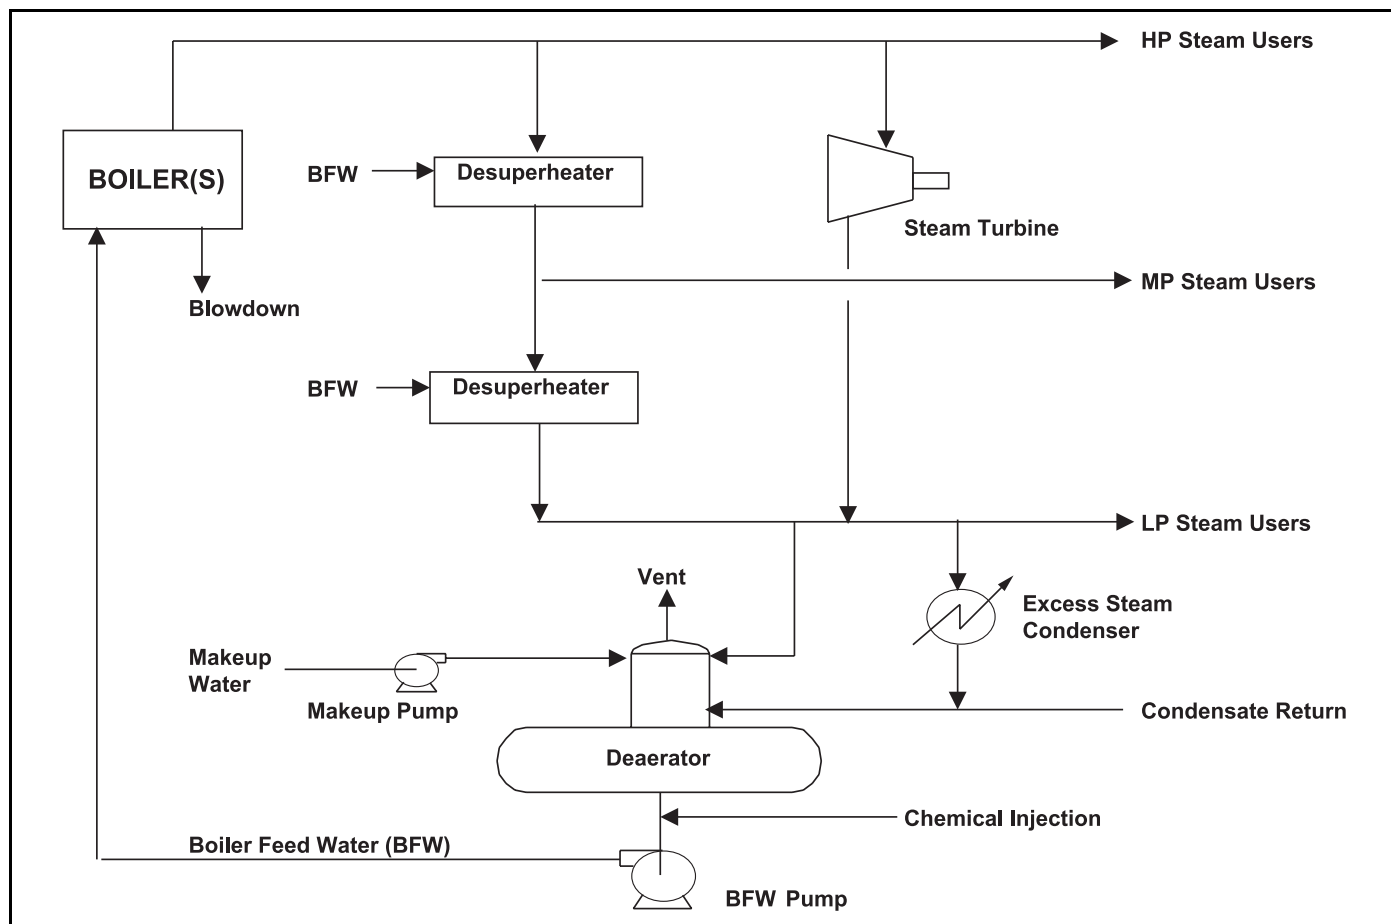 HP Steam Users
BOILER(S)
BFW
Desuperheater
Steam Turbine
MP Steam Users
Blowdown
BFW
Desuperheater
LP Steam Users
Vent
Excess Steam
Condenser
Makeup
Water
Makeup Pump
Condensate Return
Deaerator
Chemical Injection
Boiler Feed Water (BFW)
BFW Pump